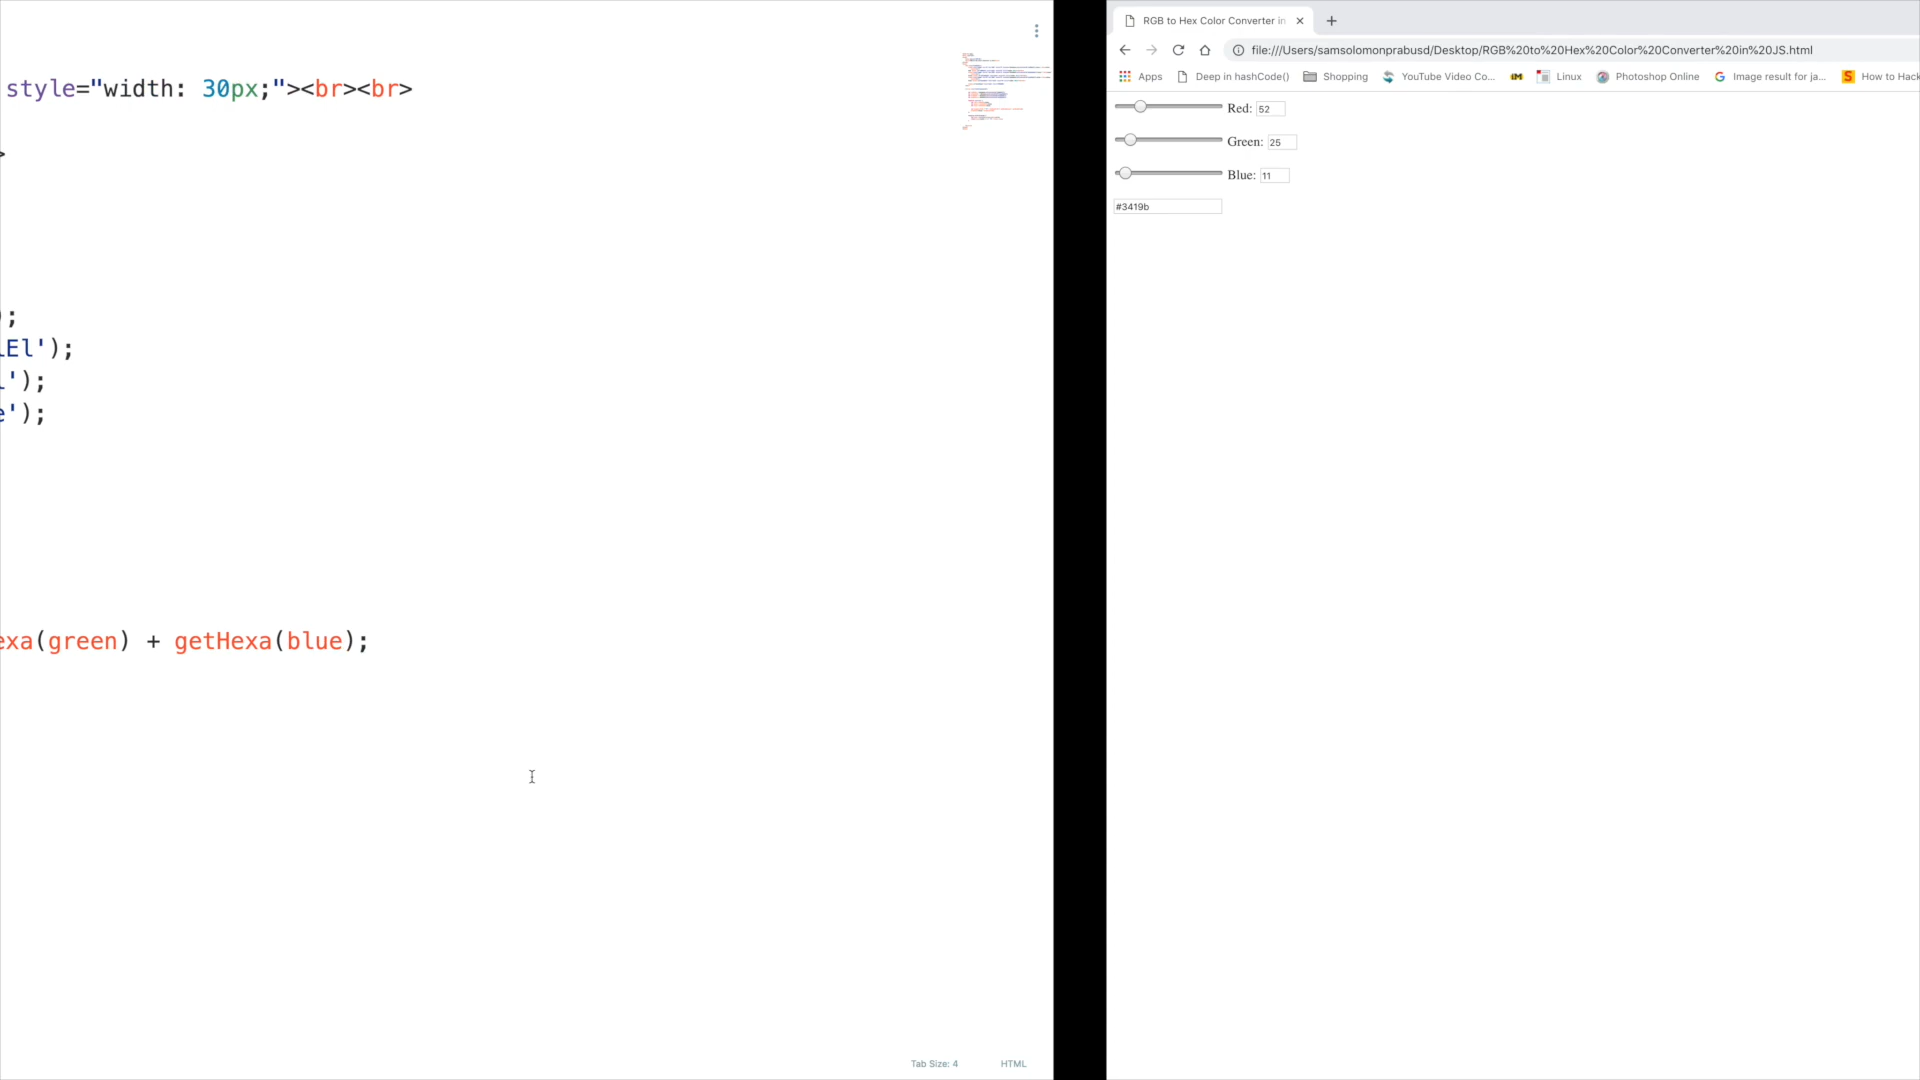 style="width: 30px;"><br><br>
>
);
lEl');
l');
e');
exa(green) + getHexa(blue);
Tab Size: 4 HTML
RGB to Hex Color Converter in
file:///Users/samsolomonprabusd/Desktop/RGB%20to%20Hex%20Color%20Converter%20in%20JS.html
Apps Deep in hashCode() Shopping YouTube Video Co... IM Linux Photoshop Online Image result for ja... How to Hack
Red: 52
Green: 25
Blue: 11
#3419b